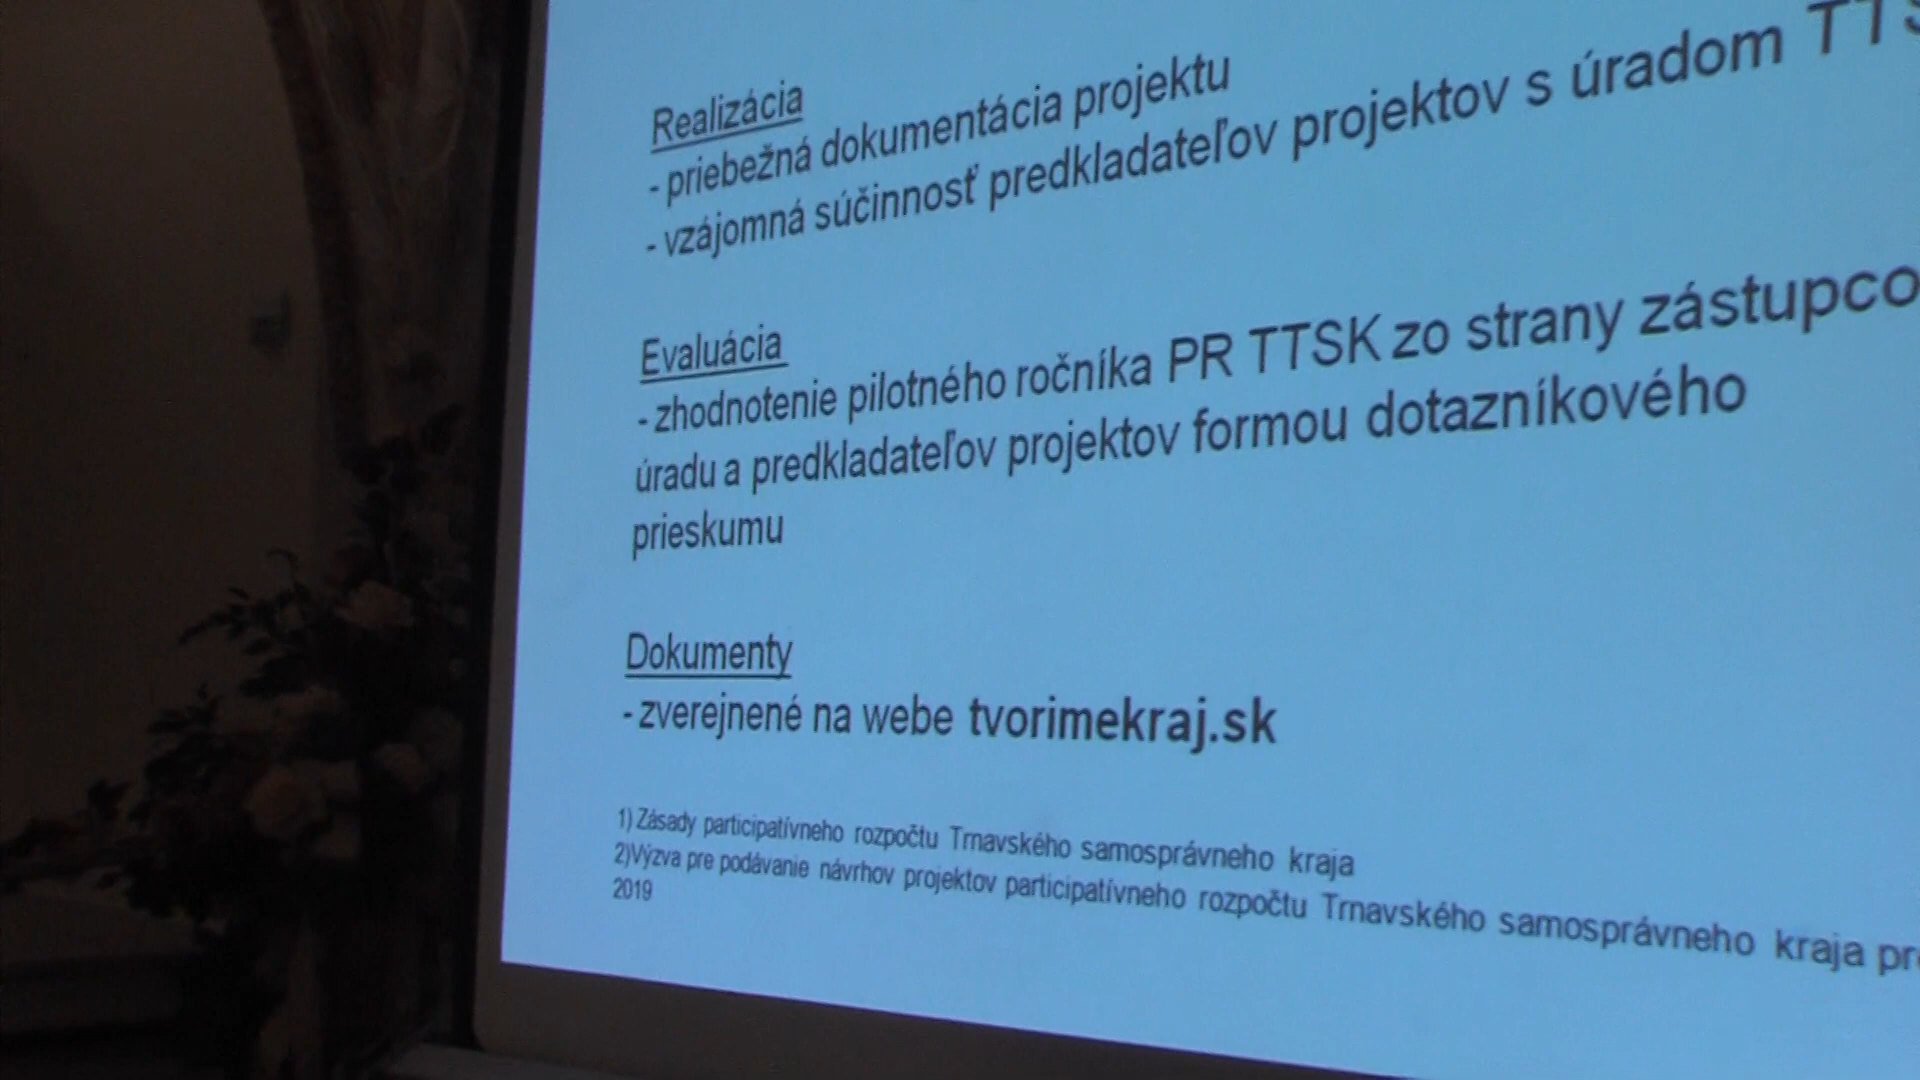 Realizácia
- priebežná dokumentácia projektu
- vzájomná súčinnosť predkladateľov projektov s úradom
Evaluácia
- zhodnotenie pilotného ročníka PR TTSK zo strany
úradu a predkladateľov projektov formou dotazníkového
prieskumu
Dokumenty
- zverejnené na webe tvorimekraj.sk
1) Zásady participatívneho rozpočtu Trnavského samosprávneho kraja
2)Výzva pre podávanie návrhov projektov participatívneho rozpočtu Trnavského samosprávneho kraja
2019